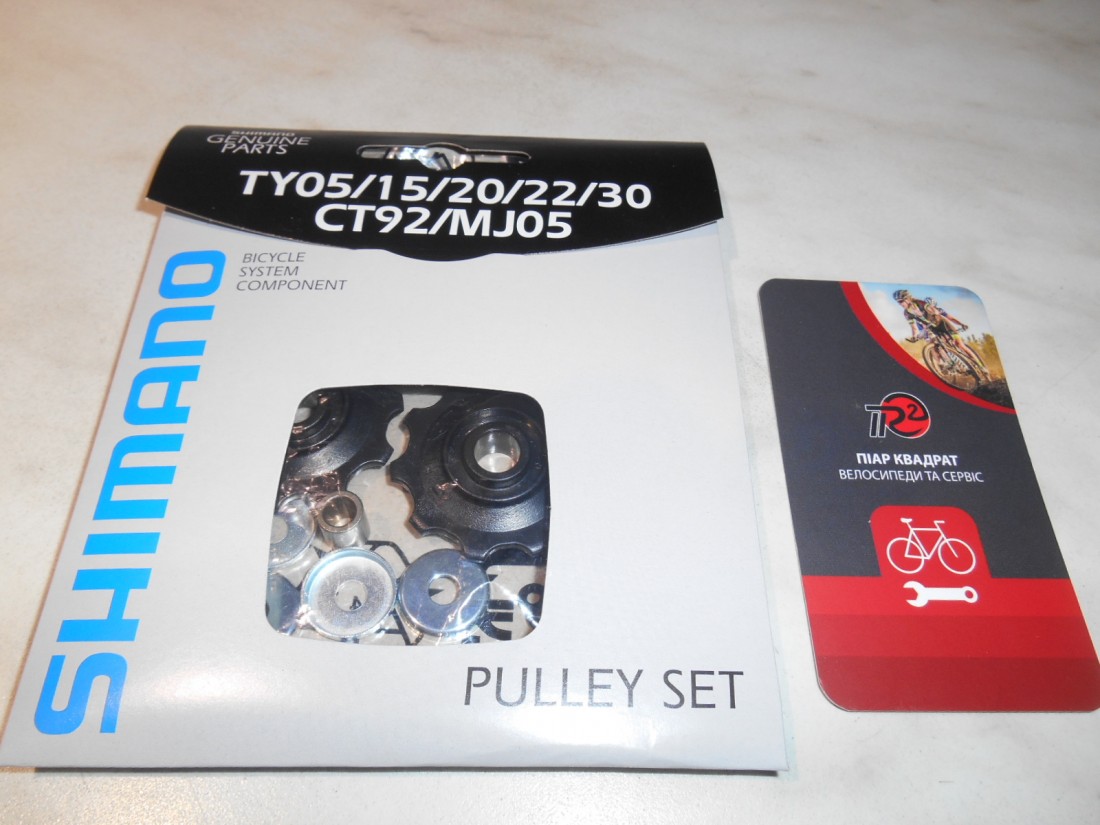 SHIMANO
GENUINE
PARTS
TY05/15/20/22/30
CT92/MJ05
BICYCLE
SYSTEM
COMPONENT
SHIMANO
PULLEY SET
ПR2
ПІАР КВАДРАТ
ВЕЛОСИПЕДИ ТА СЕРВІС